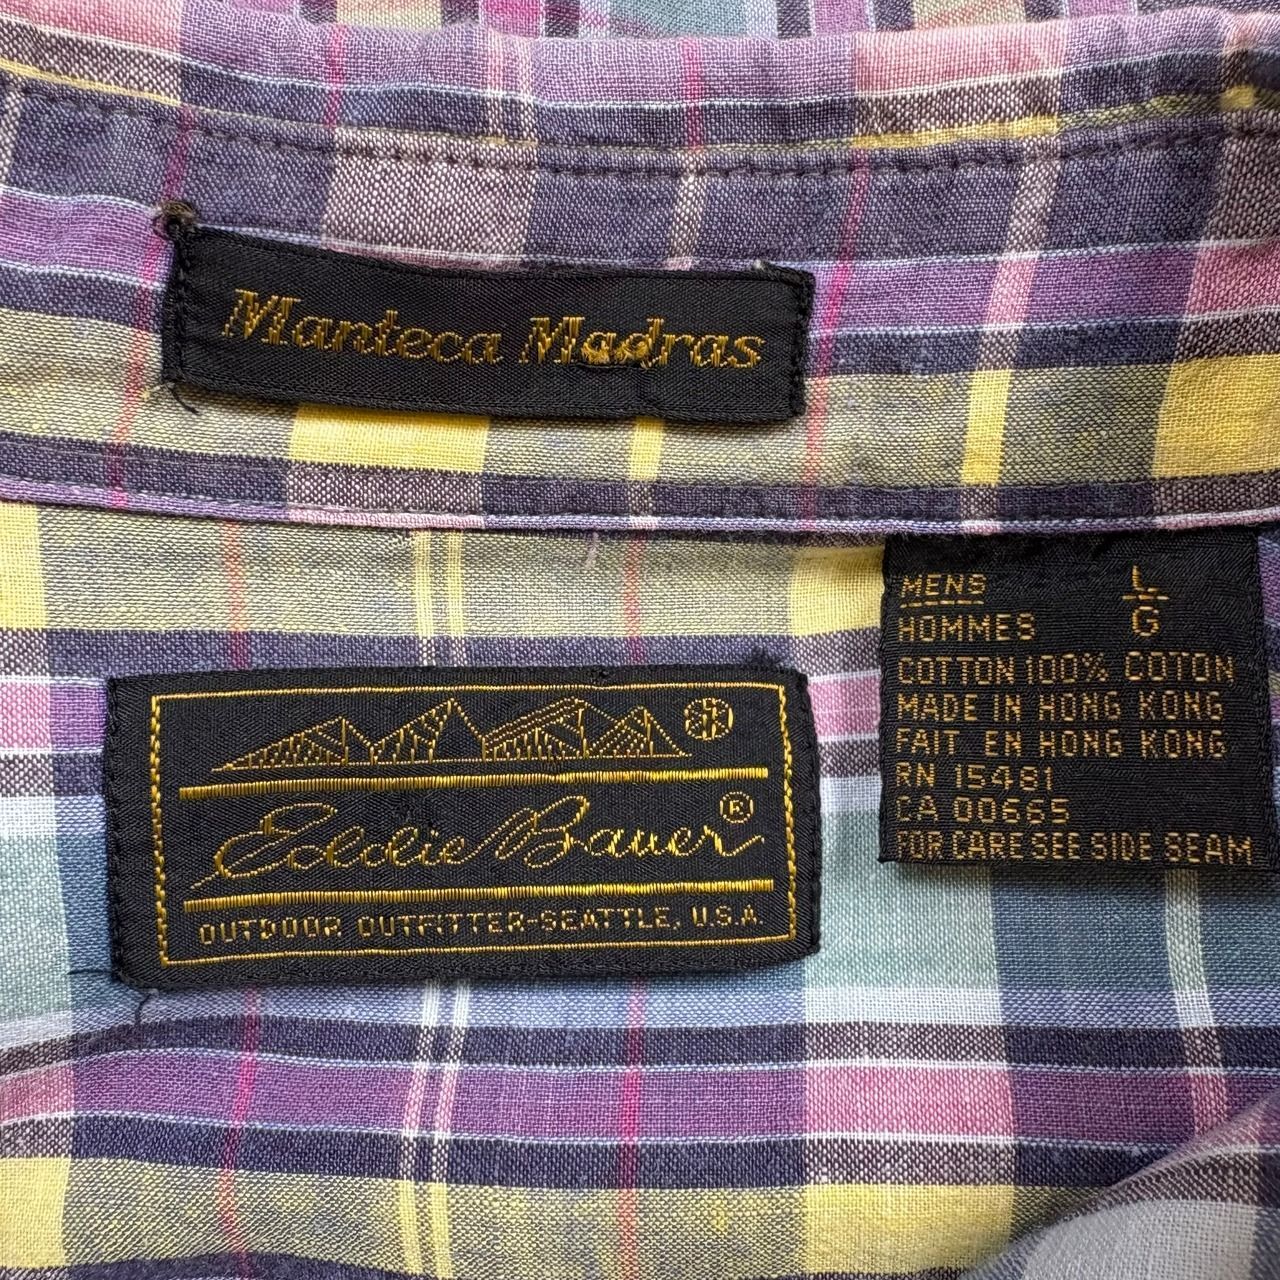 Manteca Madras
MENS L
HOMMES G
COTTON 100% COTON
MADE IN HONG KONG
FAIT EN HONG KONG
RN 15481
CA 00665
FOR CARE SEE SIDE SEAM
Eddie Bauer®
OUTDOOR OUTFITTER-SEATTLE, U.S.A.